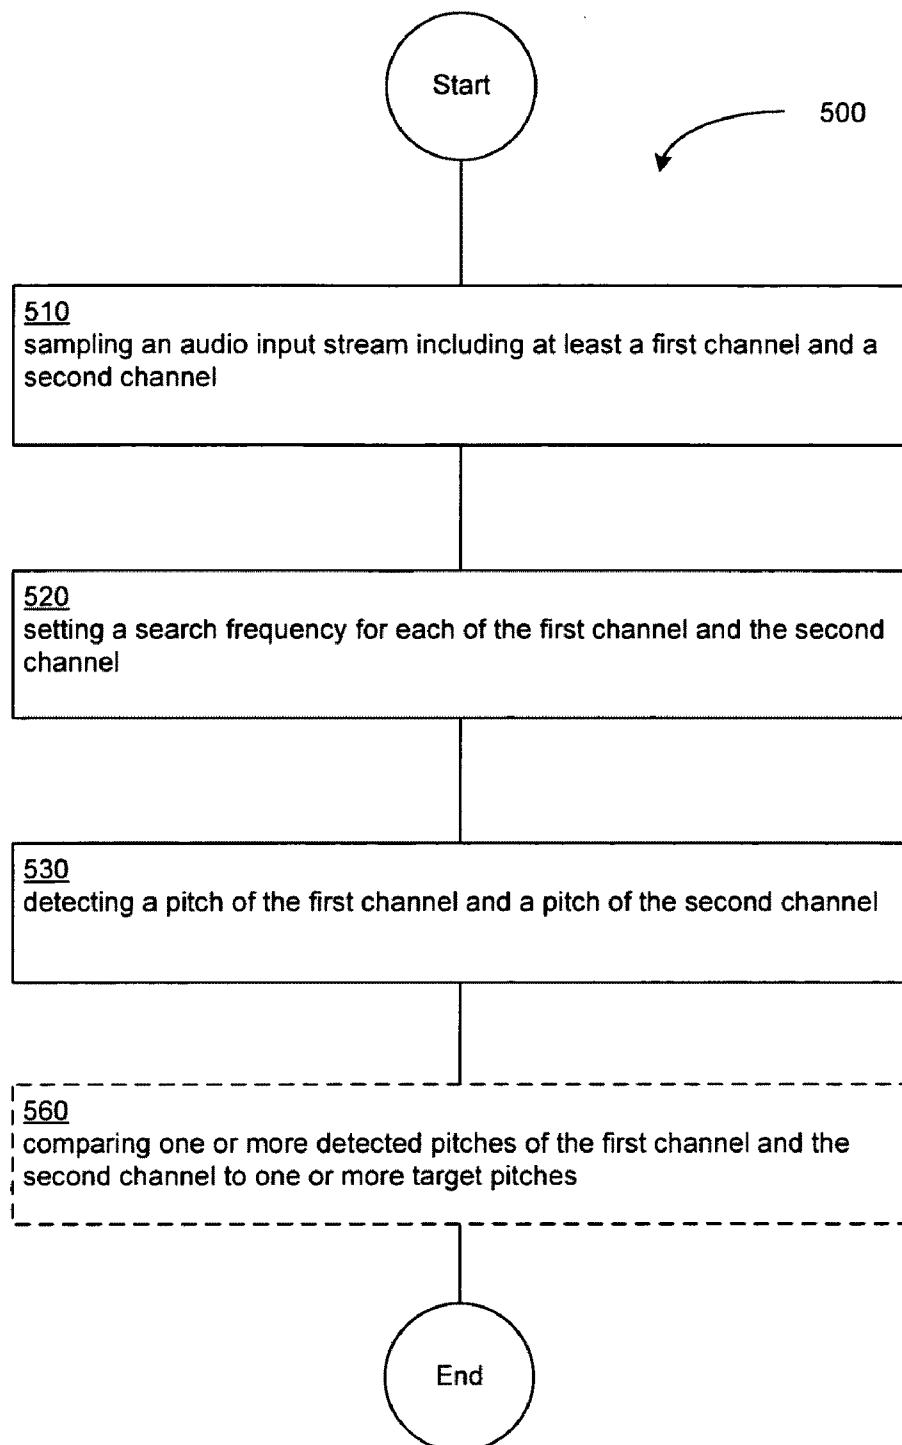 Start
500
510
sampling an audio input stream including at least a first channel and a
second channel
520
setting a search frequency for each of the first channel and the second
channel
530
detecting a pitch of the first channel and a pitch of the second channel
560
comparing one or more detected pitches of the first channel and the
second channel to one or more target pitches
End